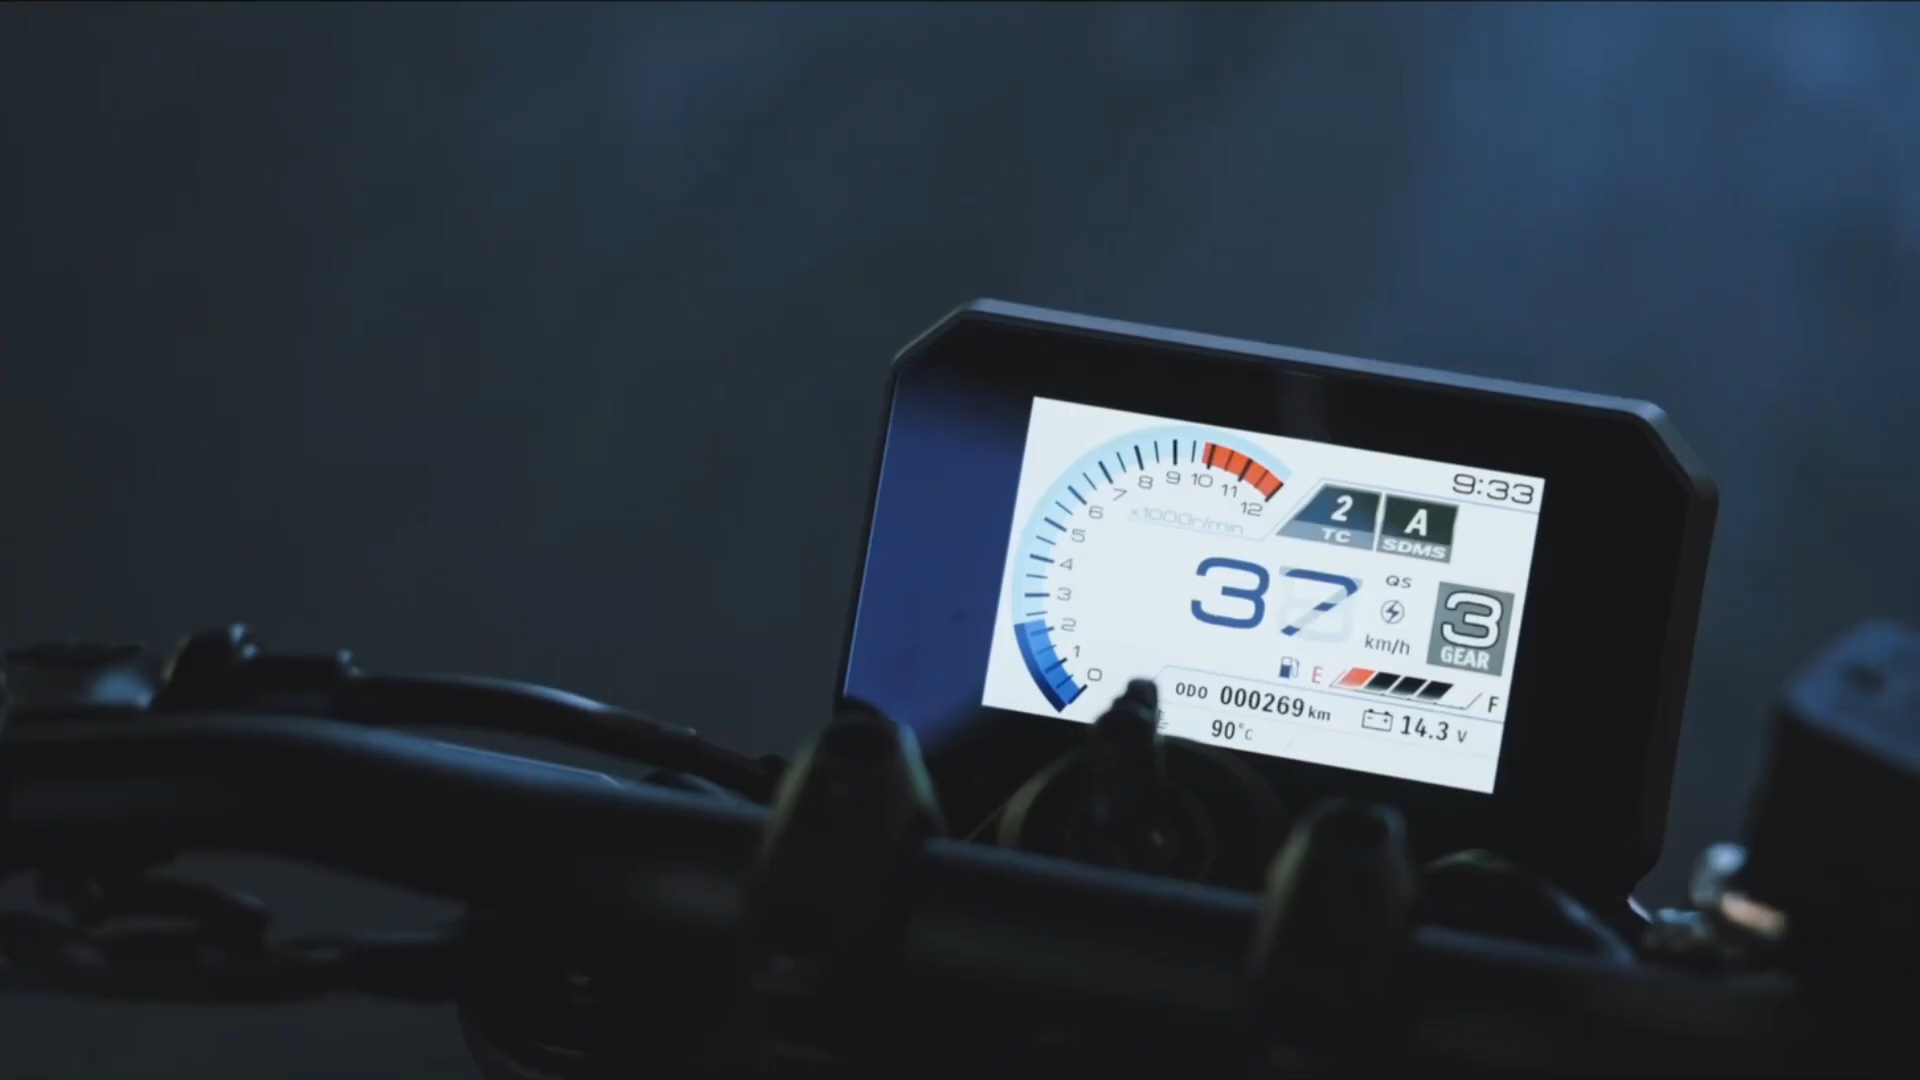 9:33
0 1 2 3 4 5 6 7 8 9 10 11 12
x1000r/min
2 A
TC SDMS
37
QS
km/h
3
GEAR
E F
ODO 000269 km
14.3 V
90°C